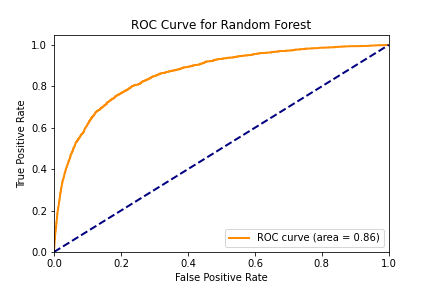 ROC Curve for Random Forest
True Positive Rate
1.0
0.8
0.6
0.4
0.2
0.0
0.0 0.2 0.4 0.6 0.8 1.0
False Positive Rate
ROC curve (area = 0.86)